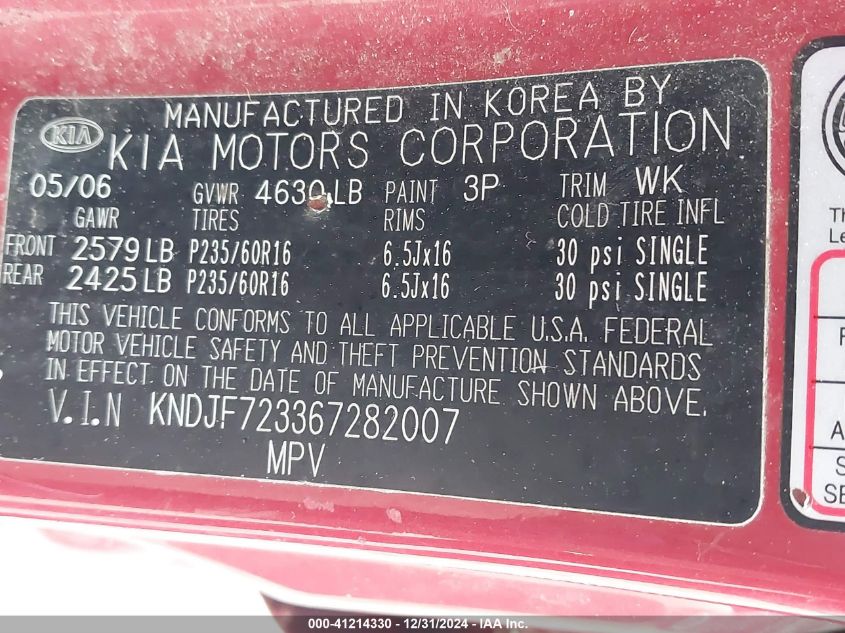 MANUFACTURED IN KOREA BY
KIA KIA MOTORS CORPORATION
05/06 GVWR 4630 LB PAINT 3P TRIM WK
GAWR TIRES RIMS COLD TIRE INFL
FRONT 2579 LB P235/60R16 6.5Jx16 30 psi SINGLE
REAR 2425 LB P235/60R16 6.5Jx16 30 psi SINGLE
THIS VEHICLE CONFORMS TO ALL APPLICABLE U.S.A. FEDERAL
MOTOR VEHICLE SAFETY AND THEFT PREVENTION STANDARDS
IN EFFECT ON THE DATE OF MANUFACTURE SHOWN ABOVE.
V.I.N KNDJF723367282007
MPV
000-41214330 - 12/31/2024 - IAA Inc.